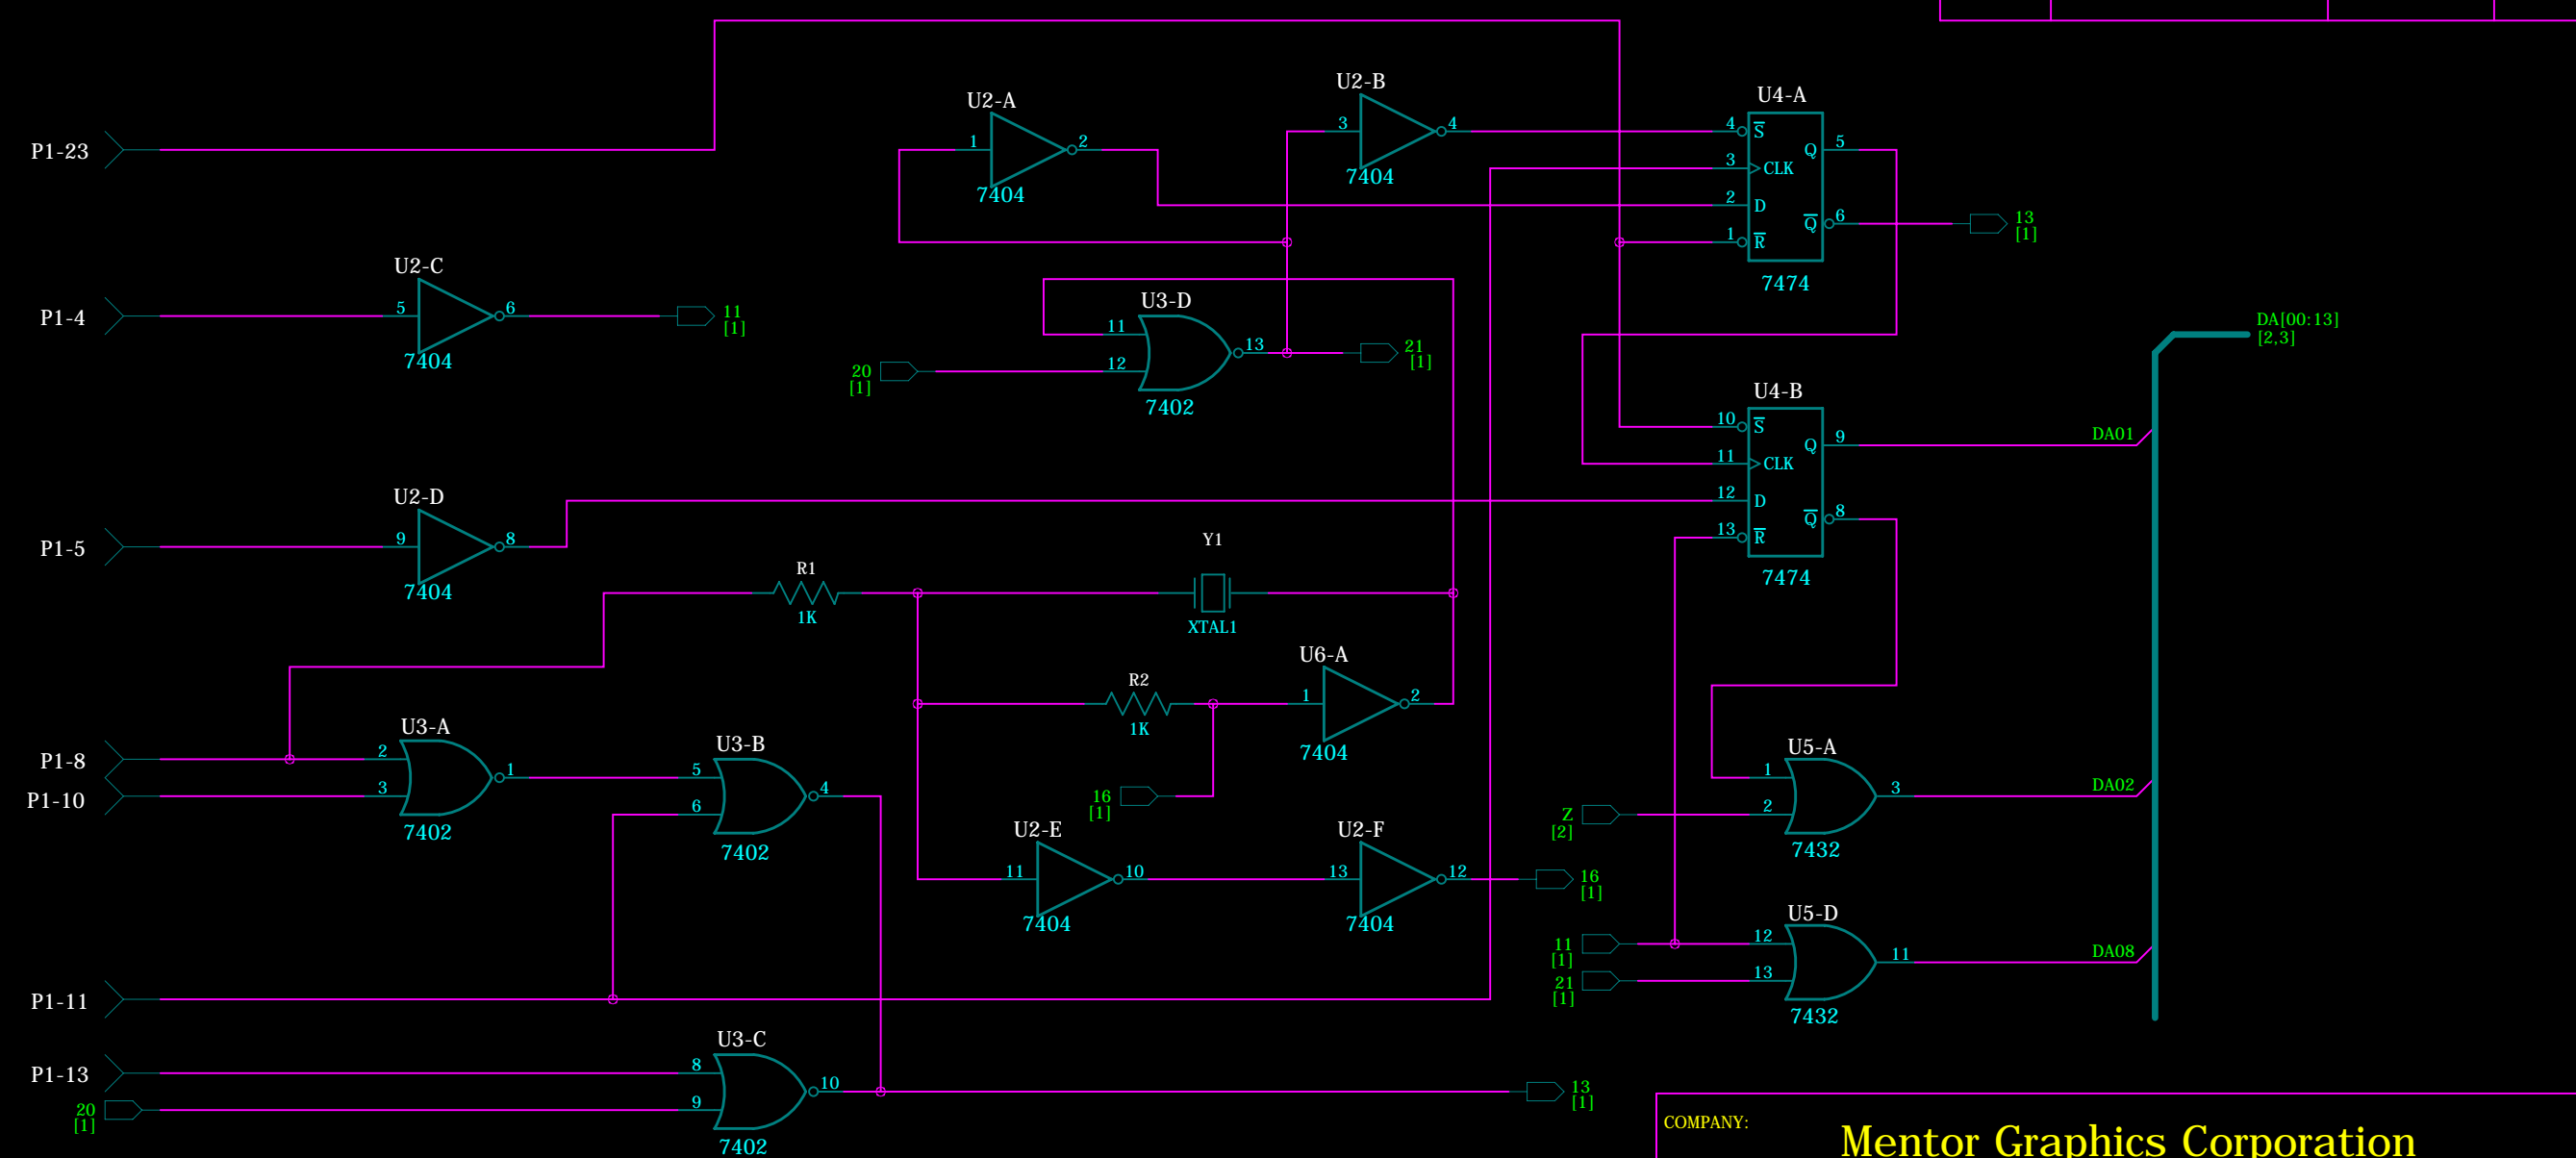 U2-B
3
4
7404
U2-A
1
2
7404
U4-A
4
S̅
3
CLK
2
D
1
R̅
Q
5
Q̅
6
7474
13
[1]
P1-23
U2-C
P1-4
5
6
7404
11
[1]
U3-D
11
12
13
7402
20
[1]
21
[1]
DA[00:13]
[2,3]
U4-B
10
S̅
11
CLK
12
D
13
R̅
Q
9
Q̅
8
7474
DA01
U2-D
P1-5
9
8
7404
R1
1K
Y1
XTAL1
R2
1K
U6-A
1
2
7404
U3-A
P1-8
2
P1-10
3
1
7402
U3-B
5
6
4
7402
16
[1]
U2-E
11
10
7404
U2-F
13
12
7404
16
[1]
U5-A
1
2
3
7432
Z
[2]
DA02
U5-D
11
[1]
12
21
[1]
13
11
7432
DA08
P1-11
U3-C
P1-13
8
20
[1]
9
10
7402
13
[1]
COMPANY:
Mentor Graphics Corporation